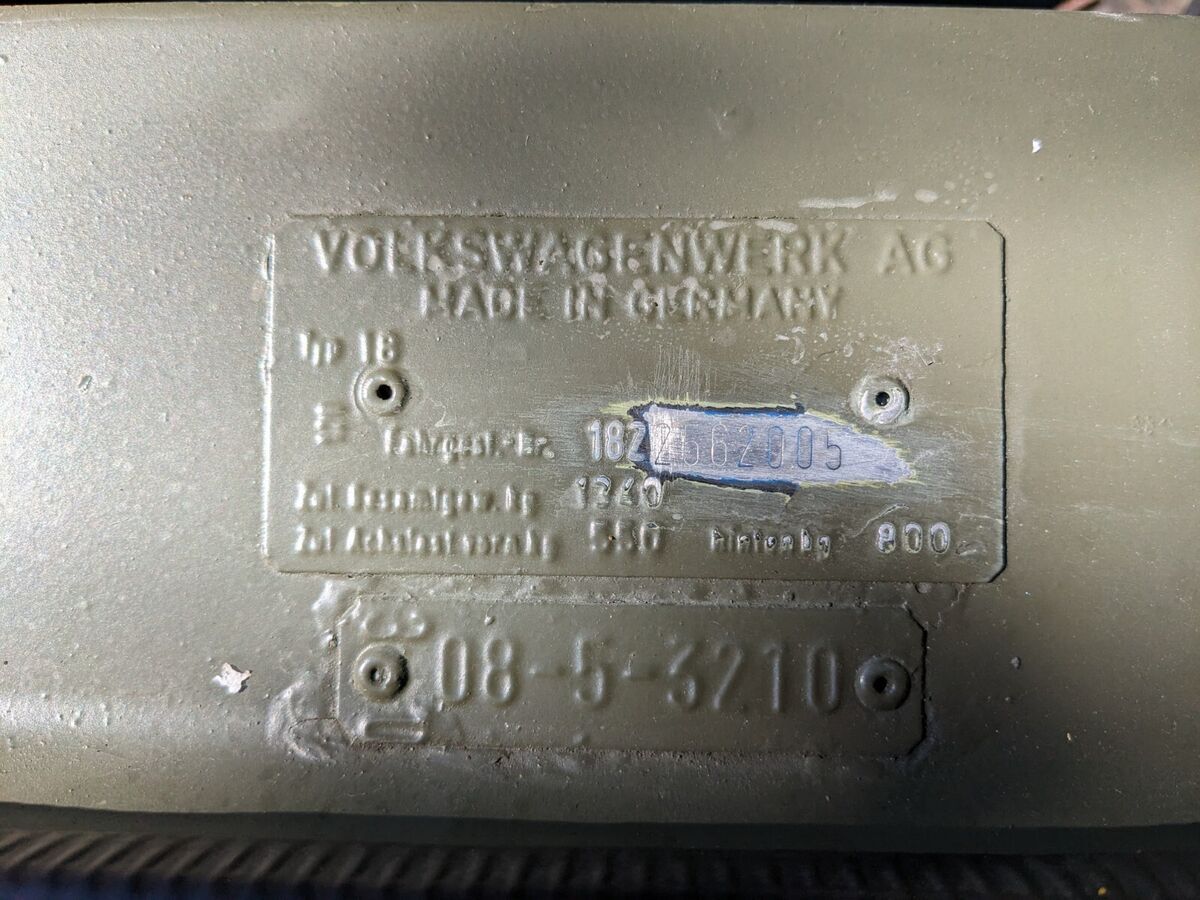 VOLKSWAGENWERK AG
MADE IN GERMANY
Typ 18
Fahrgest.-Nr. 1822662005
Zul.Gesamtgew.kg 1340
Zul.Achslast vorn kg 550 hinten kg 800
08-5-3210